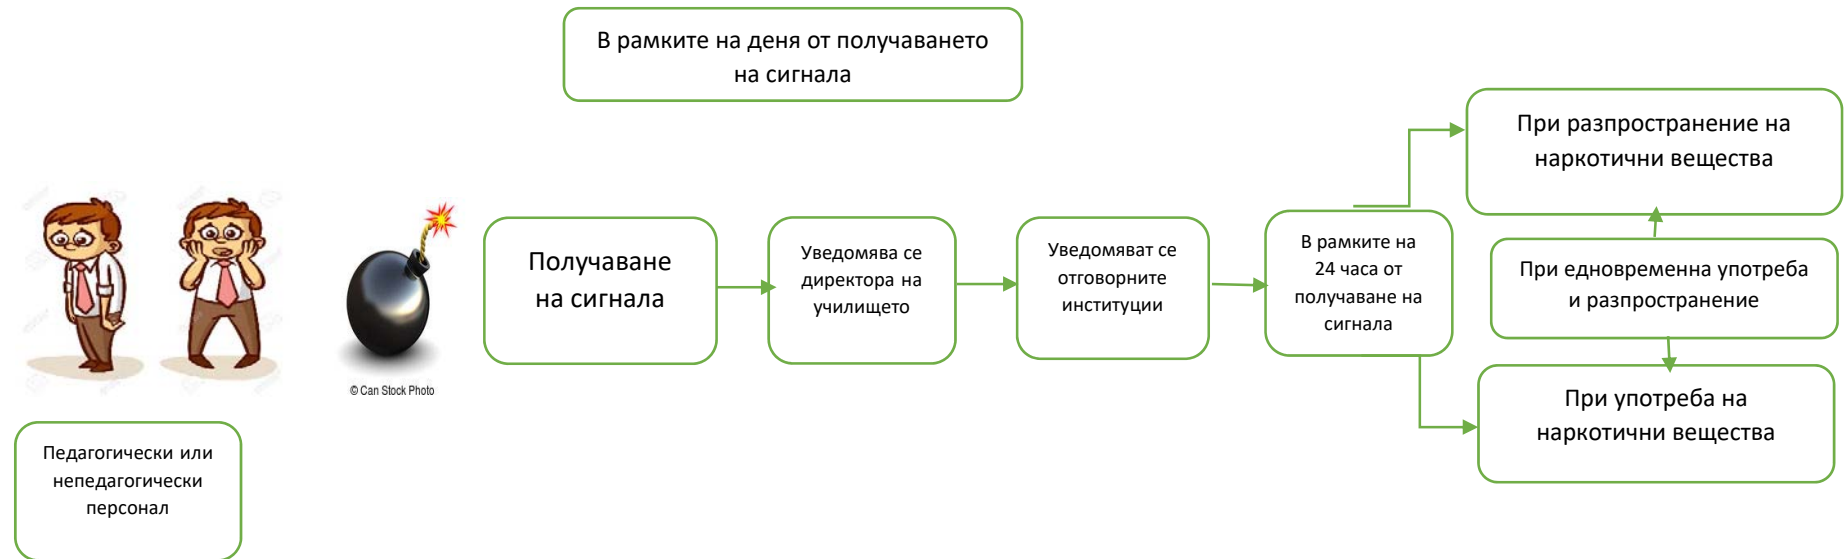 В рамките на деня от получаването
на сигнала
При разпространение на
наркотични вещества
Получаване
на сигнала
Уведомява се
директора на
училището
Уведомяват се
отговорните
институции
В рамките на
24 часа от
получаване на
сигнала
При едновременна употреба
и разпространение
При употреба на
наркотични вещества
© Can Stock Photo
Педагогически или
непедагогически
персонал